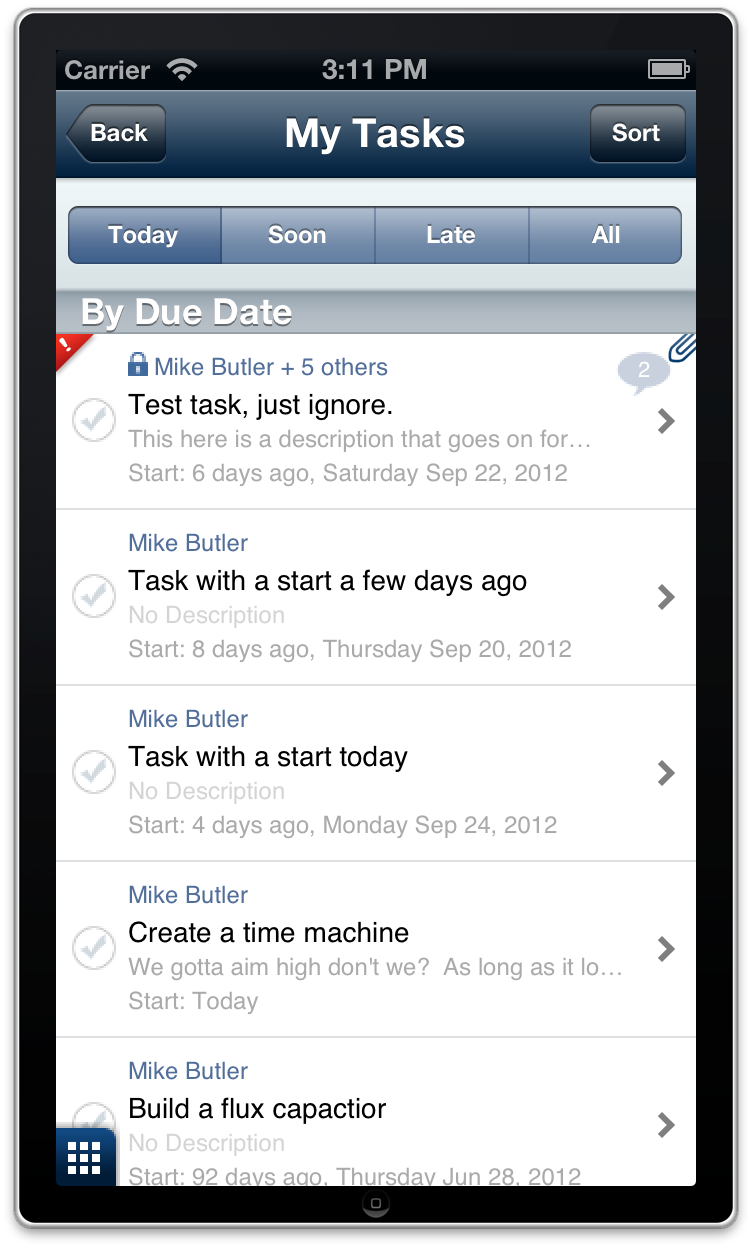 Carrier 3:11 PM
Back My Tasks Sort
Today Soon Late All
By Due Date
!
Mike Butler + 5 others 2
Test task, just ignore.
This here is a description that goes on for…
Start: 6 days ago, Saturday Sep 22, 2012
Mike Butler
Task with a start a few days ago
No Description
Start: 8 days ago, Thursday Sep 20, 2012
Mike Butler
Task with a start today
No Description
Start: 4 days ago, Monday Sep 24, 2012
Mike Butler
Create a time machine
We gotta aim high don't we?  As long as it lo…
Start: Today
Mike Butler
Build a flux capactior
No Description
Start: 92 days ago, Thursday Jun 28, 2012